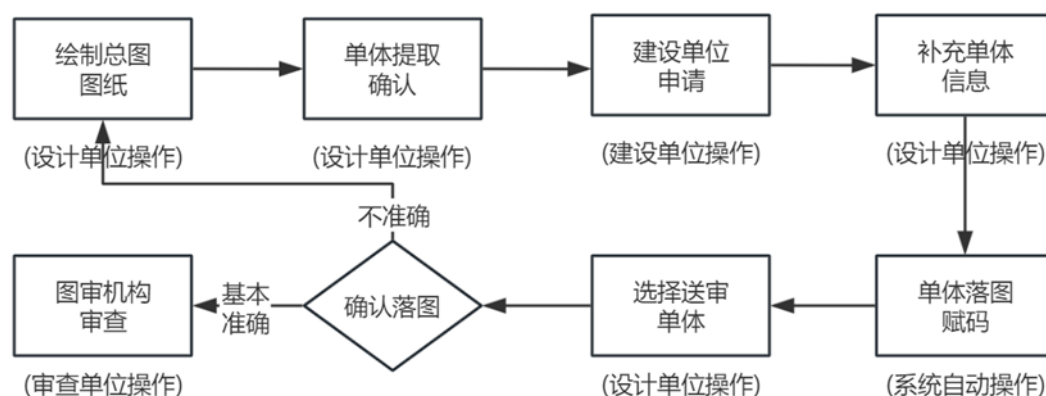 绘制总图
图纸
单体提取
确认
建设单位
申请
补充单体
信息
(设计单位操作)
(设计单位操作)
(建设单位操作)
(设计单位操作)
不准确
图审机构
审查
基本
准确
确认落图
选择送审
单体
单体落图
赋码
(审查单位操作)
(设计单位操作)
(系统自动操作)